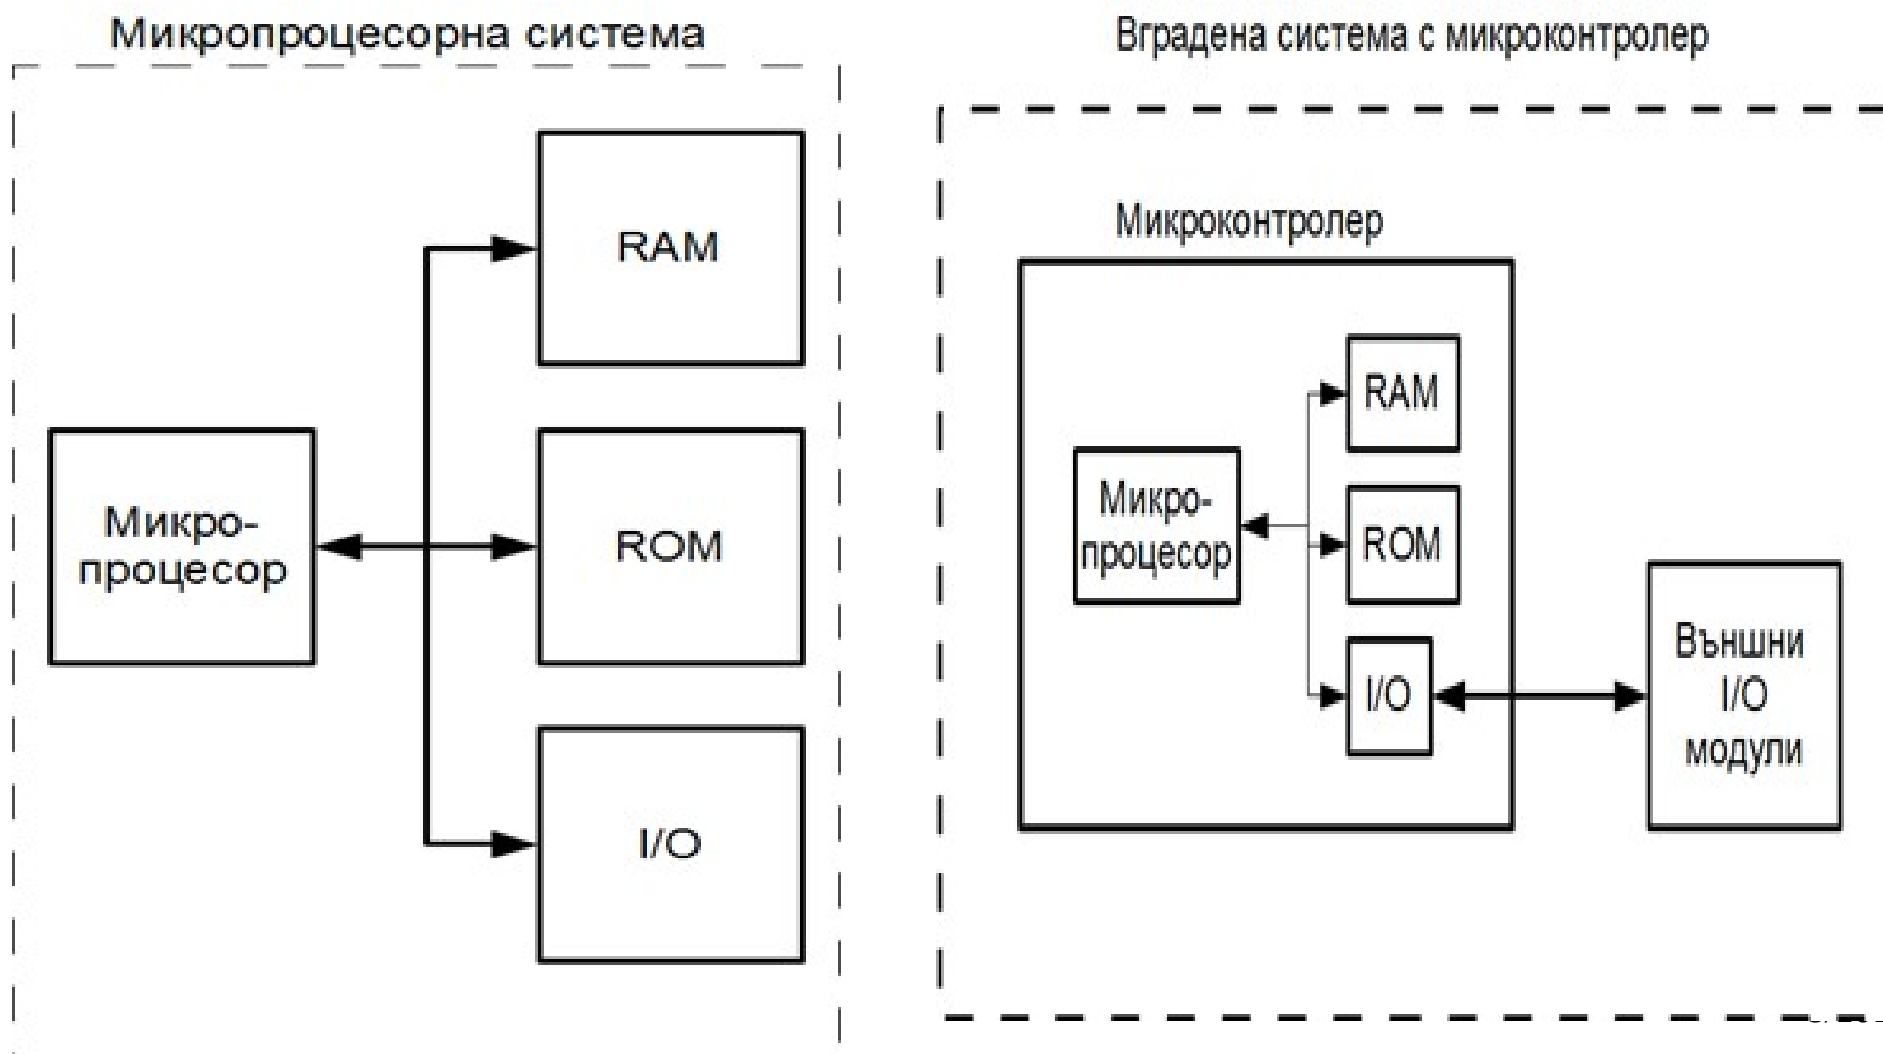 Микропроцесорна система
RAM
Микро-
процесор
ROM
I/O
Вградена система с микроконтролер
Микроконтролер
RAM
Микро-
процесор
ROM
I/O
Външни
I/O
модули